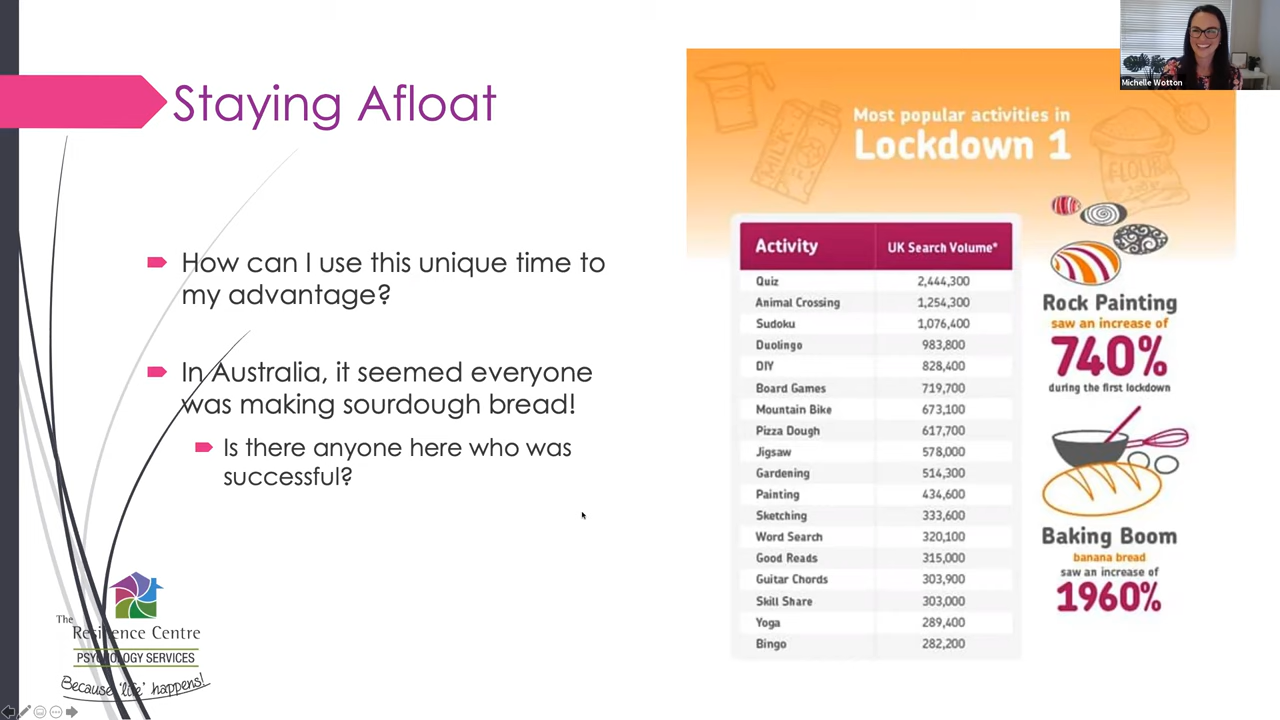 Staying Afloat
How can I use this unique time to
my advantage?
In Australia, it seemed everyone
was making sourdough bread!
Is there anyone here who was
successful?
The
Resilience Centre
PSYCHOLOGY SERVICES
Because 'life' happens!
Michelle Wotton
Most popular activities in
Lockdown 1
MILK
FLOUR
Activity UK Search Volume*
Quiz 2,444,300
Animal Crossing 1,254,300
Sudoku 1,076,400
Duolingo 983,800
DIY 828,400
Board Games 719,700
Mountain Bike 673,100
Pizza Dough 617,700
Jigsaw 578,000
Gardening 514,300
Painting 434,600
Sketching 333,600
Word Search 320,100
Good Reads 315,000
Guitar Chords 303,900
Skill Share 303,000
Yoga 289,400
Bingo 282,200
Rock Painting
saw an increase of
740%
during the first lockdown
Baking Boom
banana bread
saw an increase of
1960%